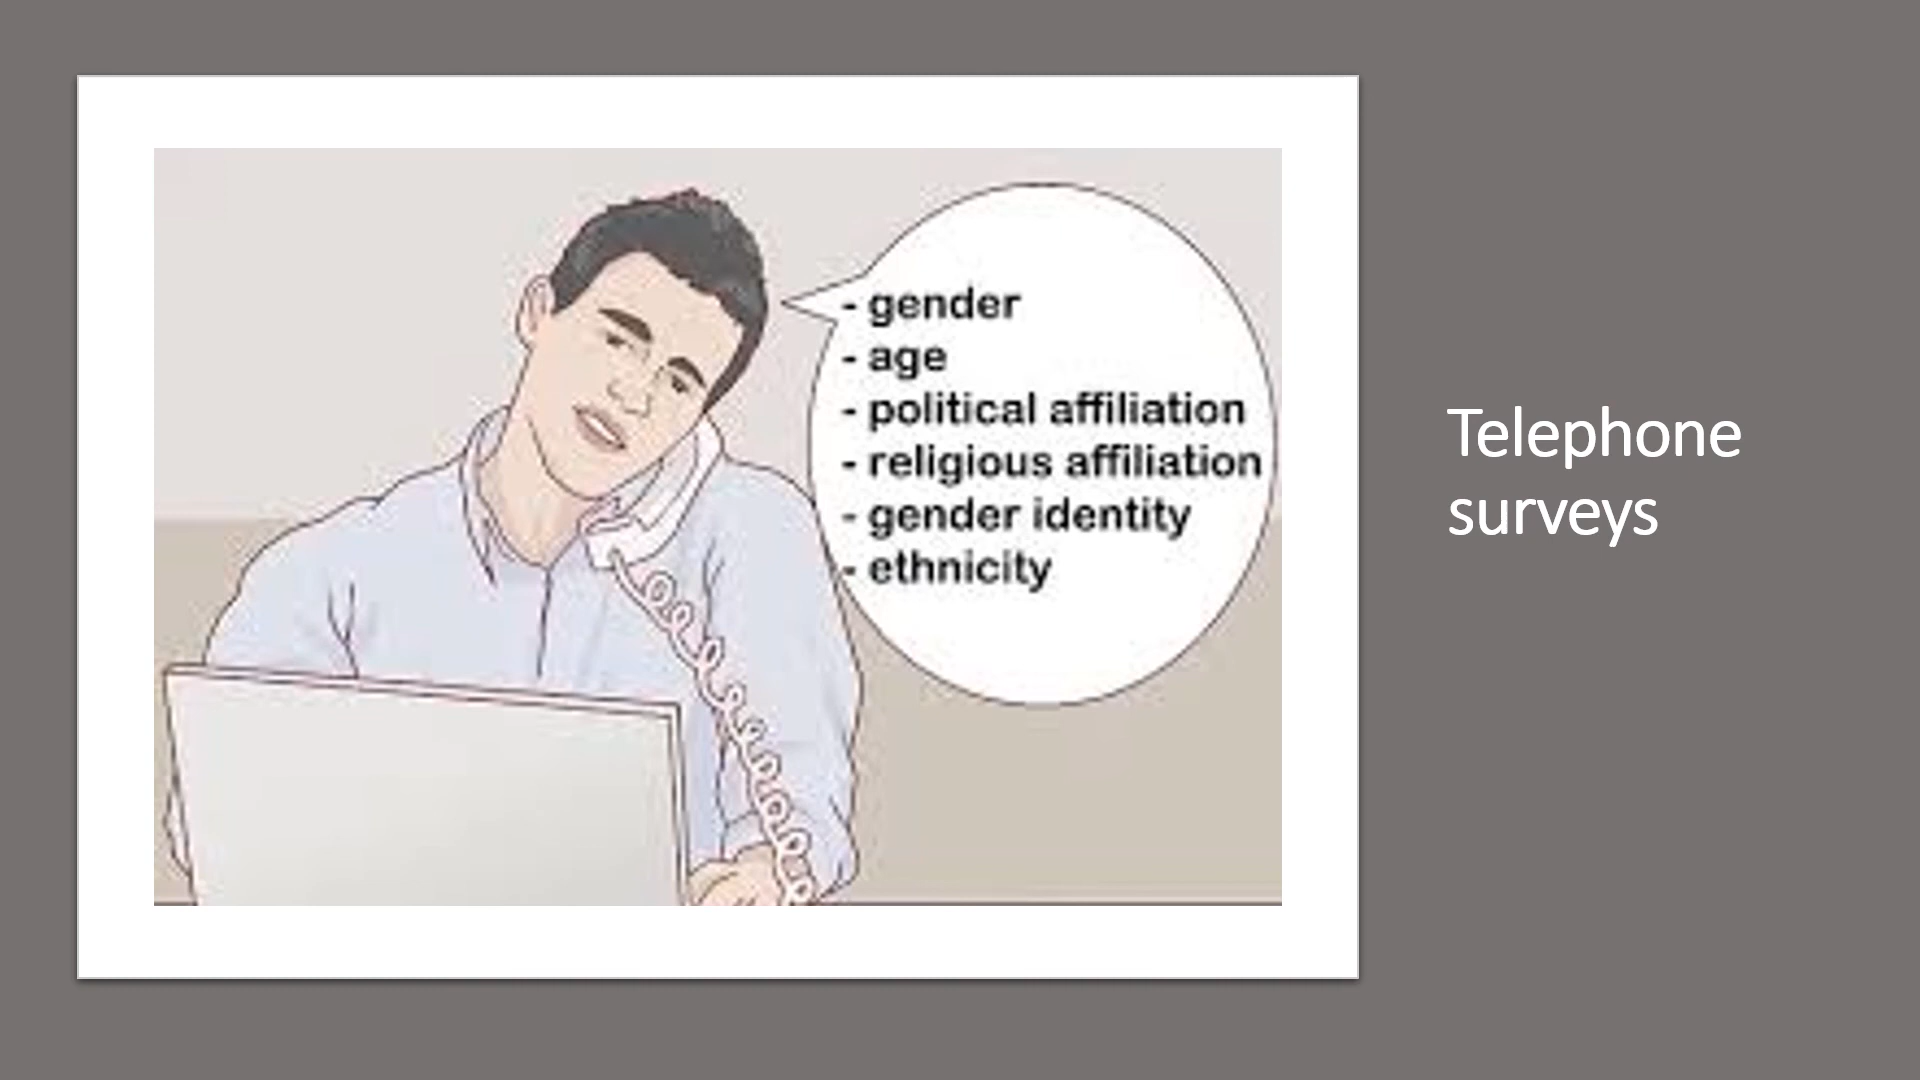 - gender
- age
- political affiliation
- religious affiliation
- gender identity
- ethnicity
Telephone
surveys